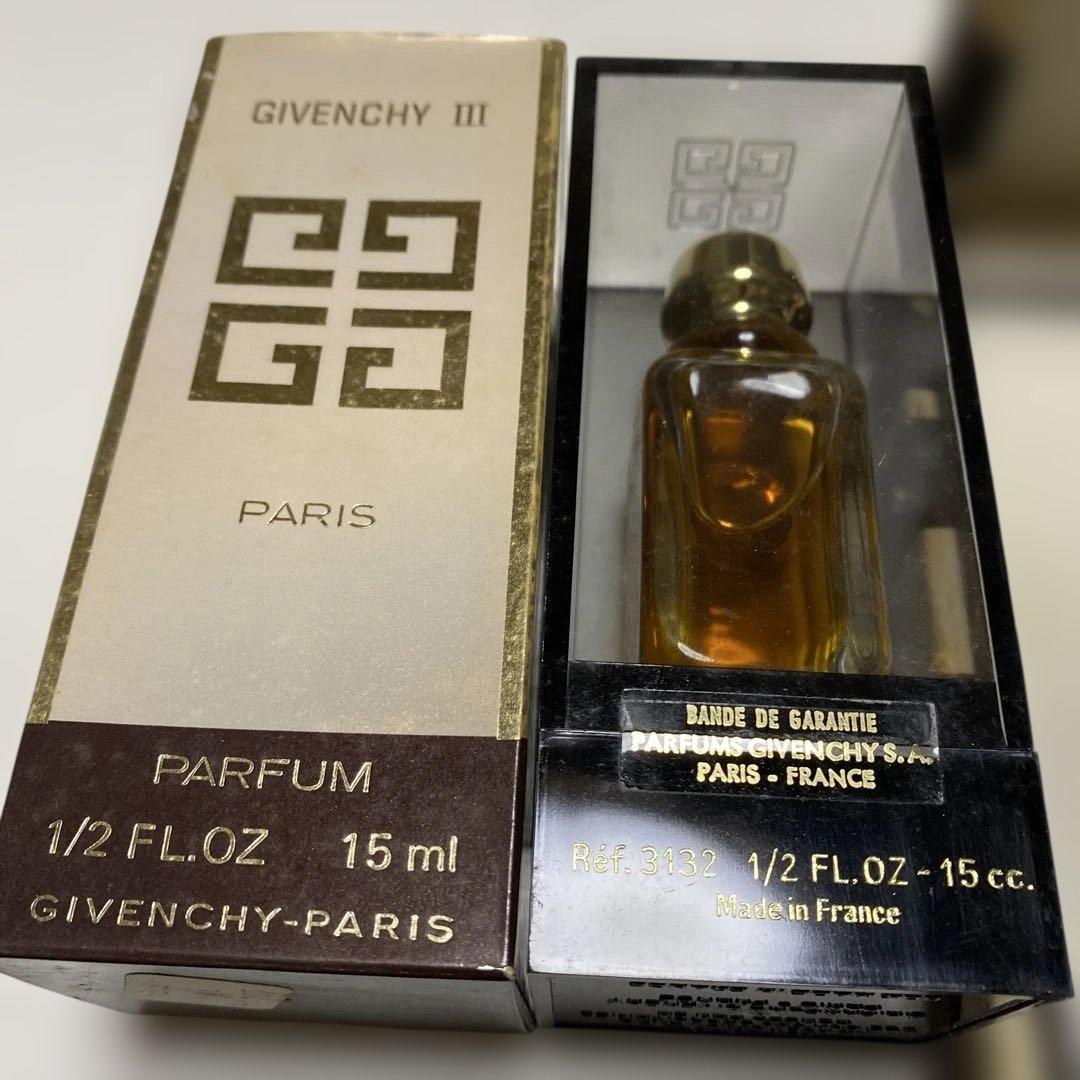 GIVENCHY III
PARIS
PARFUM
1/2 FL.OZ 15 ml
GIVENCHY-PARIS
BANDE DE GARANTIE
PARFUMS GIVENCHY S.A.
PARIS - FRANCE
Réf. 3132 1/2 FL.OZ - 15 cc.
Made in France